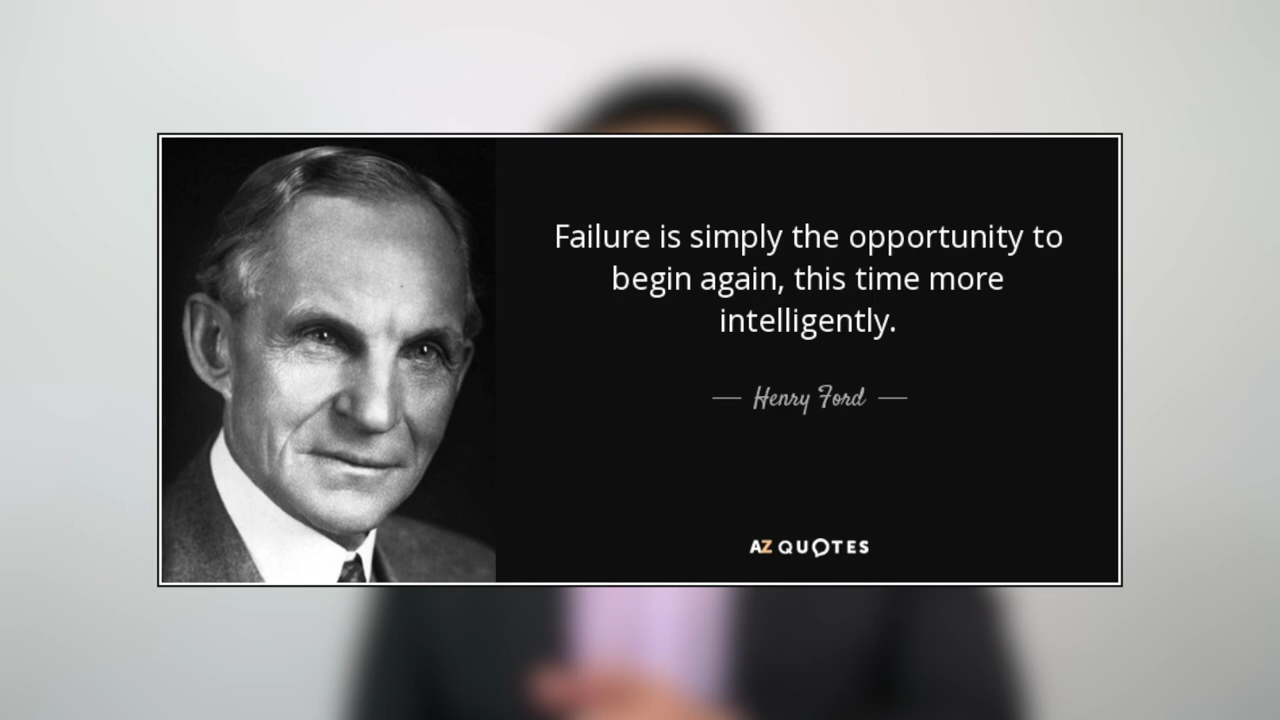 Failure is simply the opportunity to
begin again, this time more
intelligently.
— Henry Ford —
AZ QUOTES